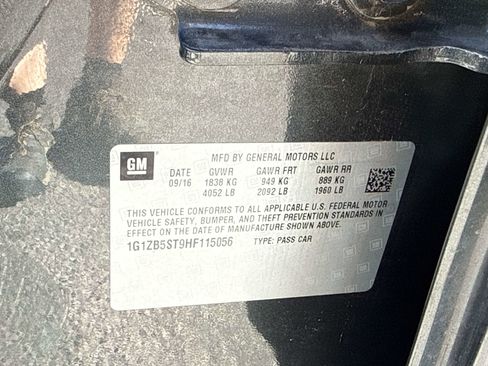 GM
MFD BY GENERAL MOTORS LLC
DATE GVWR GAWR FRT GAWR RR
09/16 1838 KG 949 KG 889 KG
4052 LB 2092 LB 1960 LB
THIS VEHICLE CONFORMS TO ALL APPLICABLE U.S. FEDERAL MOTOR
VEHICLE SAFETY, BUMPER, AND THEFT PREVENTION STANDARDS IN
EFFECT ON THE DATE OF MANUFACTURE SHOWN ABOVE.
1G1ZB5ST9HF115056 TYPE: PASS CAR